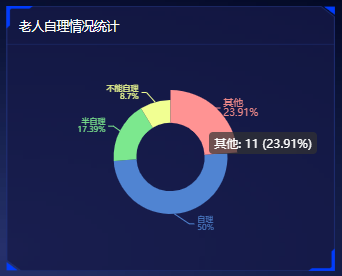 老人自理情况统计
不能自理
8.7%
其他
23.91%
半自理
17.39%
其他: 11 (23.91%)
自理
50%